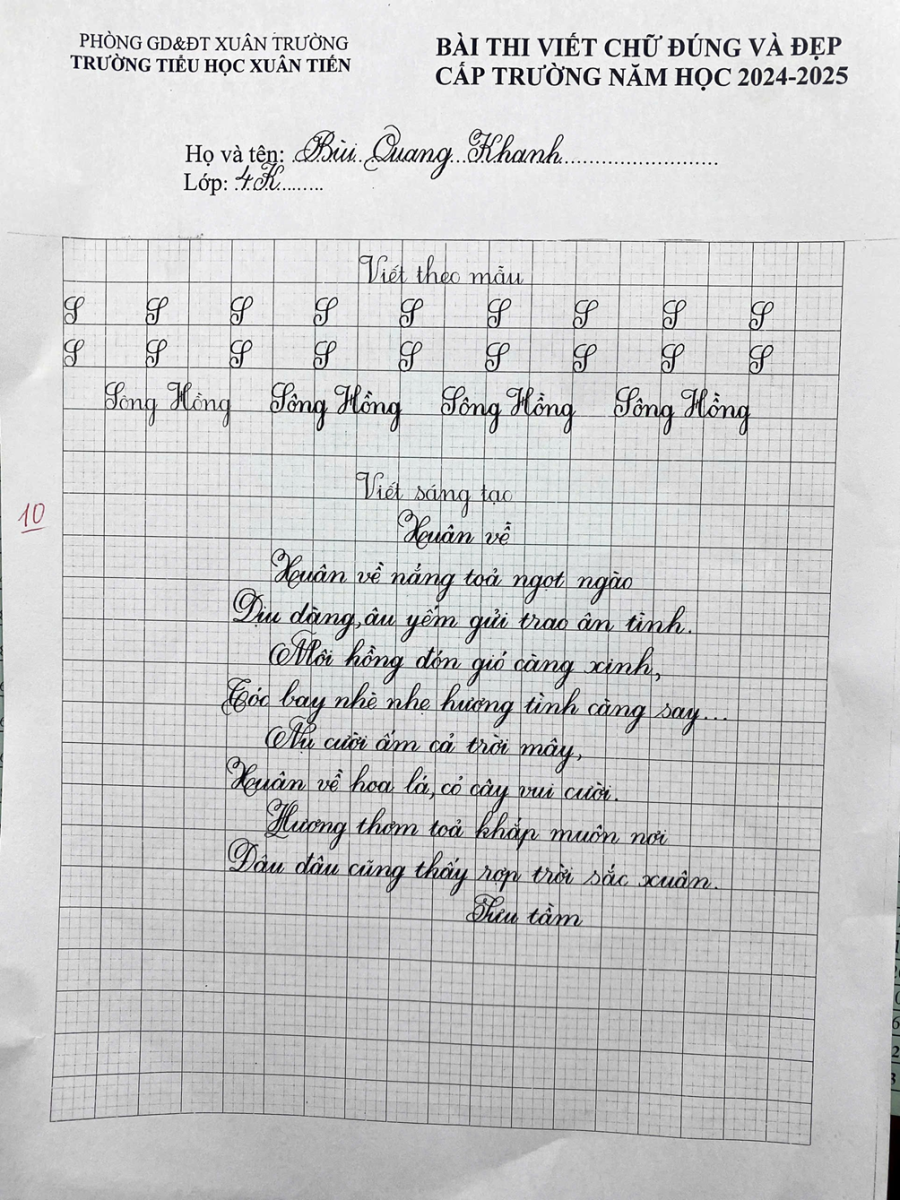 PHÒNG GD&ĐT XUÂN TRƯỜNG
TRƯỜNG TIỂU HỌC XUÂN TIẾN
BÀI THI VIẾT CHỮ ĐÚNG VÀ ĐẸP
CẤP TRƯỜNG NĂM HỌC 2024-2025
Họ và tên: Bùi Quang Khanh
Lớp: 4K
Viết theo mẫu
S S S S S S S S S
S S S S S S S S S
Sông Hồng Sông Hồng Sông Hồng Sông Hồng
Viết sáng tạo
10
Xuân về
Xuân về nắng toả ngọt ngào
Dịu dàng, âu yếm gửi trao ân tình.
Môi hồng đón gió càng xinh,
Tóc bay nhè nhẹ hương tình càng say...
Nụ cười ấm cả trời mây,
Xuân về hoa lá, cỏ cây vui cười.
Hương thơm toả khắp muôn nơi
Dâu đâu cũng thấy rợp trời sắc xuân.
Sưu tầm